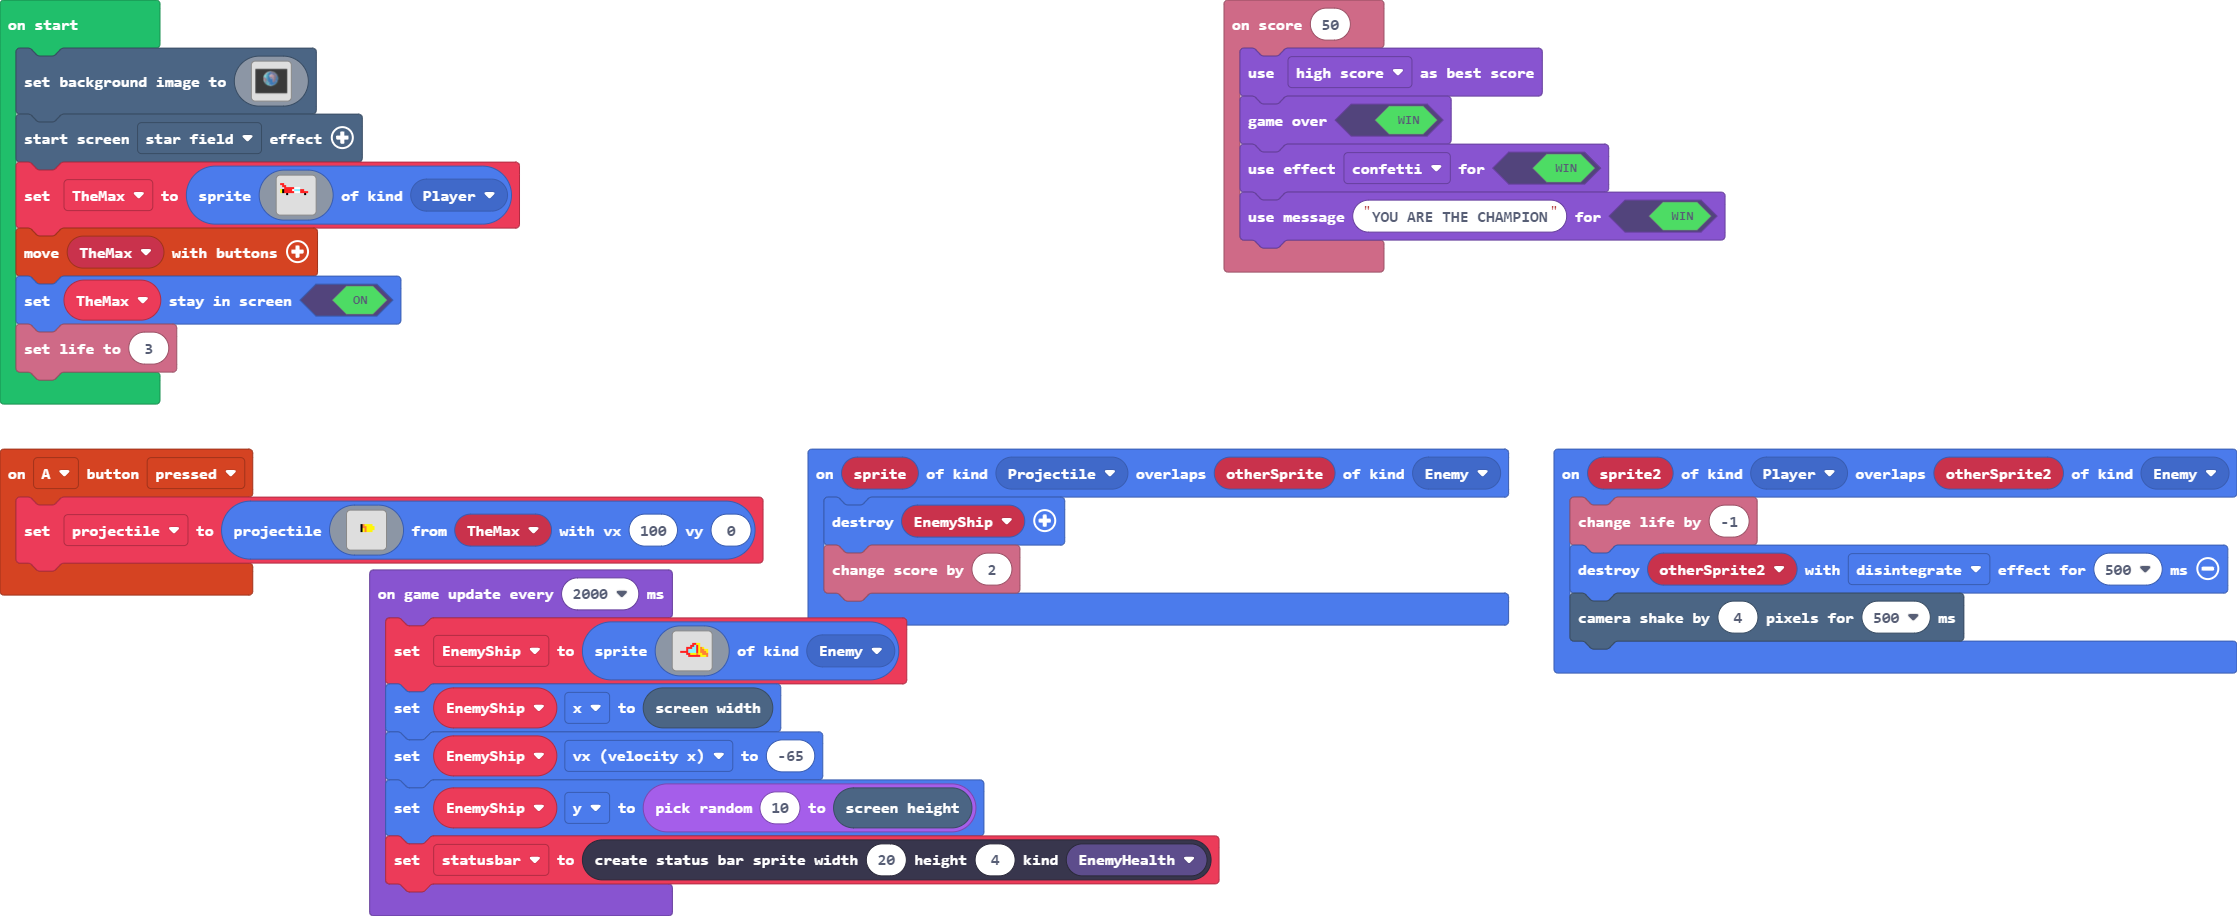 on start
set background image to
start screen star field effect
set TheMax to sprite of kind Player
move TheMax with buttons
set TheMax stay in screen ON
set life to 3
on score 50
use high score as best score
game over WIN
use effect confetti for WIN
use message "YOU ARE THE CHAMPION" for WIN
on A button pressed
set projectile to projectile from TheMax with vx 100 vy 0
on game update every 2000 ms
set EnemyShip to sprite of kind Enemy
set EnemyShip x to screen width
set EnemyShip vx (velocity x) to -65
set EnemyShip y to pick random 10 to screen height
set statusbar to create status bar sprite width 20 height 4 kind EnemyHealth
on sprite of kind Projectile overlaps otherSprite of kind Enemy
destroy EnemyShip
change score by 2
on sprite2 of kind Player overlaps otherSprite2 of kind Enemy
change life by -1
destroy otherSprite2 with disintegrate effect for 500 ms
camera shake by 4 pixels for 500 ms